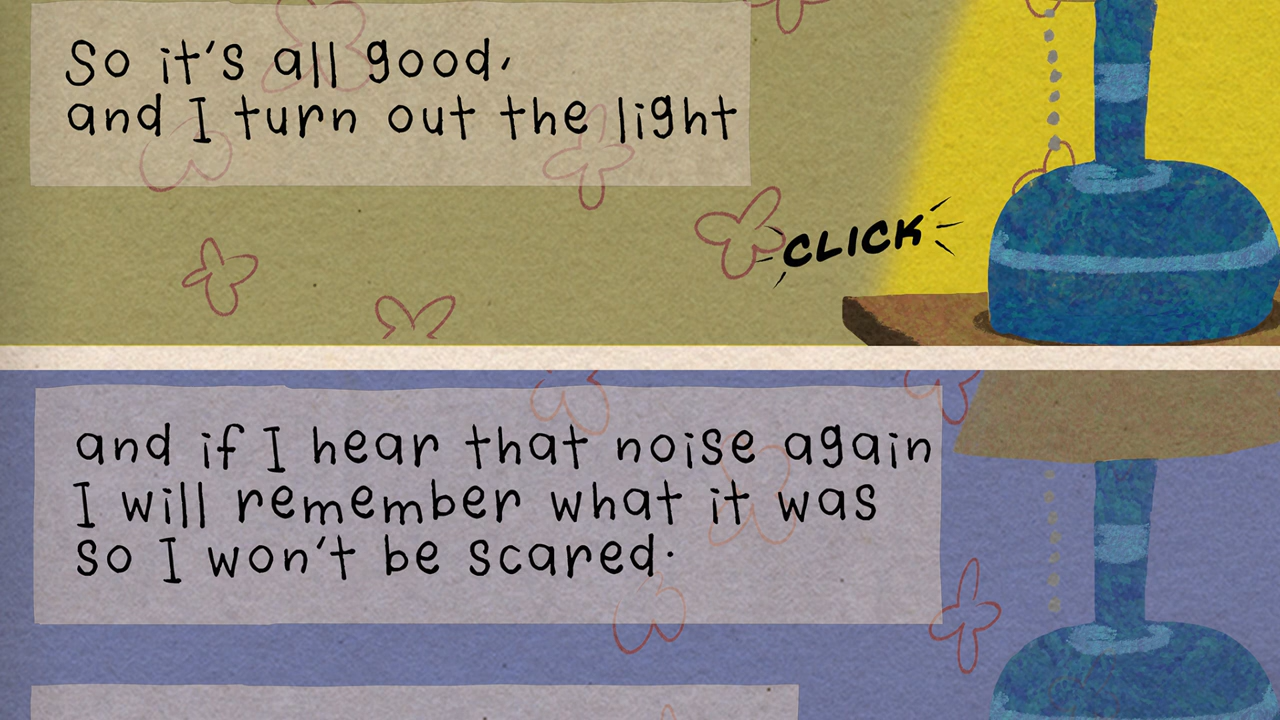 So it's all good,
and I turn out the light
CLICK
and if I hear that noise again
I will remember what it was
so I won't be scared.